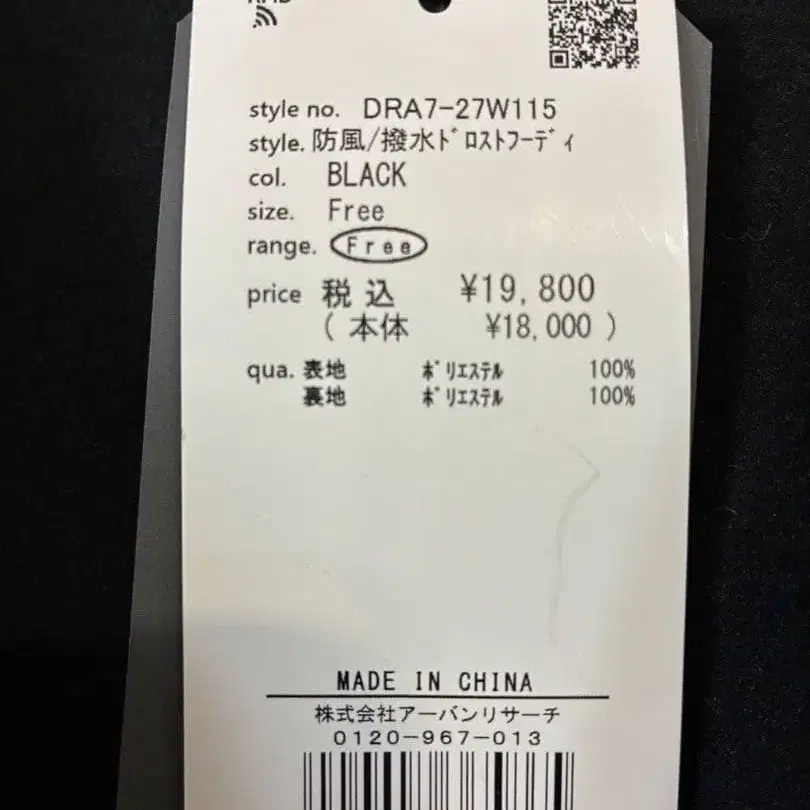 style no. DRA7-27W115
style. 防風/撥水ﾄﾞﾛｽﾄﾌｰﾃﾞｨ
col. BLACK
size. Free
range. Free
price 税込 ¥19,800
( 本体 ¥18,000 )
qua. 表地 ﾎﾟﾘｴｽﾃﾙ 100%
裏地 ﾎﾟﾘｴｽﾃﾙ 100%
MADE IN CHINA
株式会社アーバンリサーチ
0120-967-013